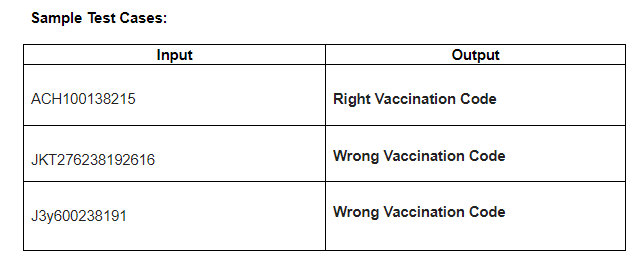 Sample Test Cases:
Input Output
ACH100138215 Right Vaccination Code
JKT276238192616 Wrong Vaccination Code
J3y600238191 Wrong Vaccination Code